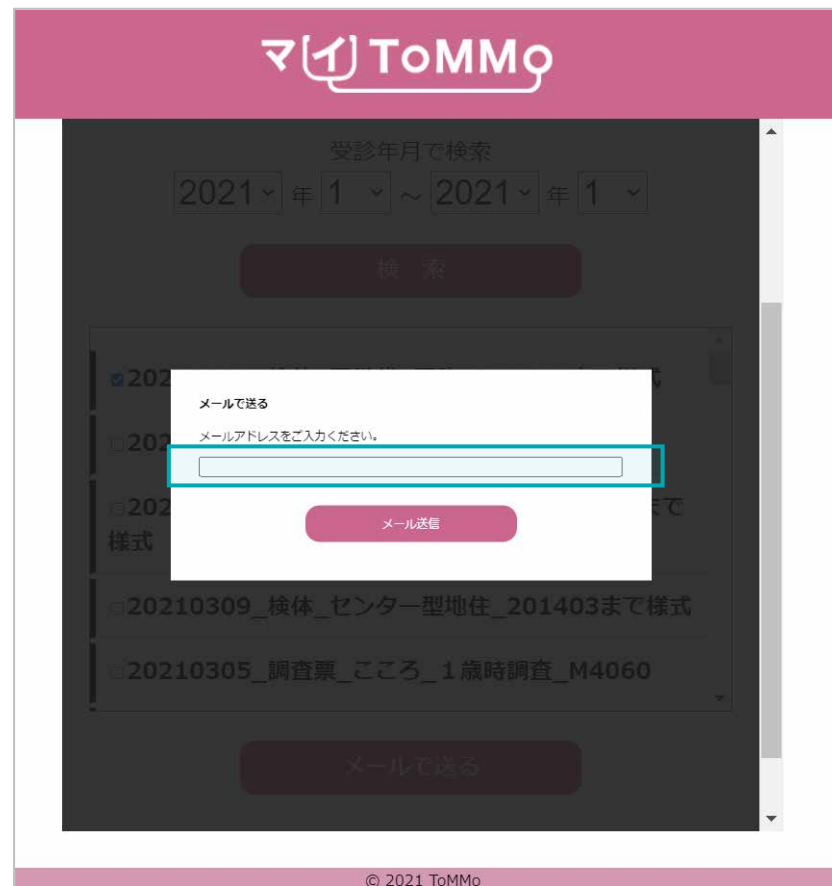 マイ ToMMo
受診年月で検索
2021 年 1 ～ 2021 年 1
検 索
202
式
メールで送る
メールアドレスをご入力ください。
202
202
まで
様式
メール送信
20210309_検体_センター型地住_201403まで様式
20210305_調査票_こころ_１歳時調査_M4060
メールで送る
© 2021 ToMMo